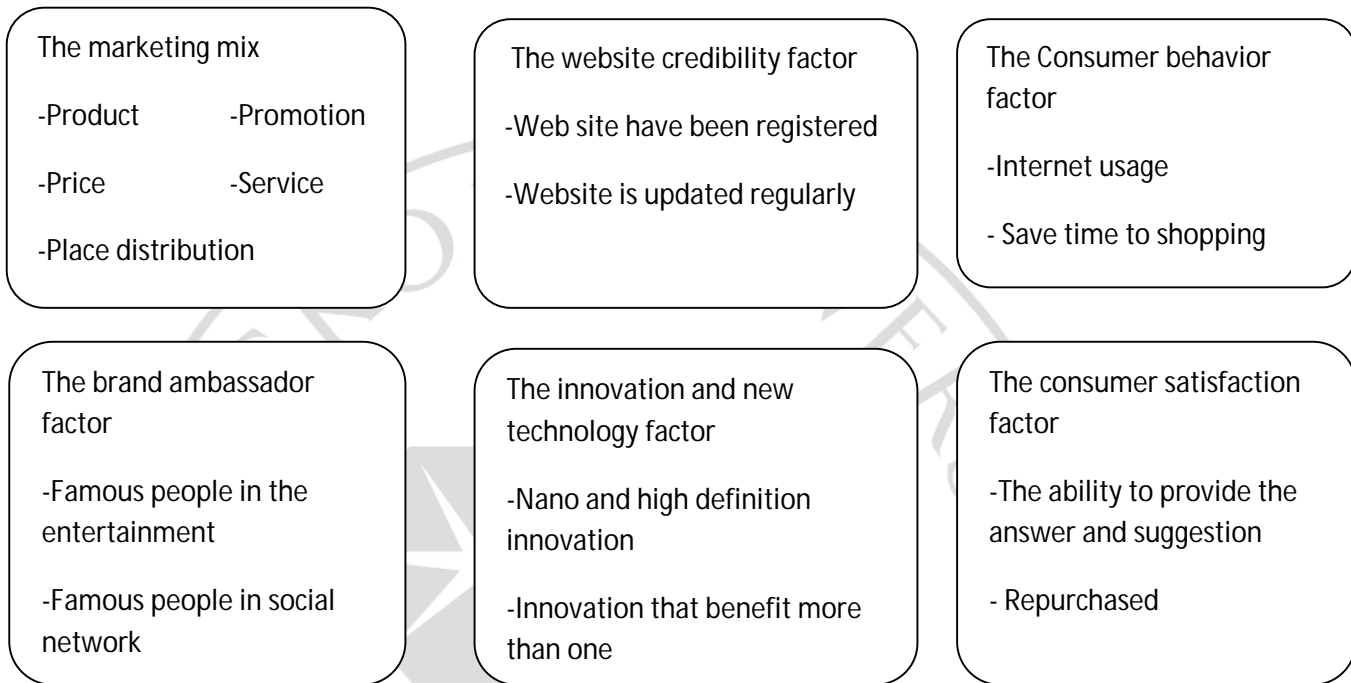 The marketing mix
-Product -Promotion
-Price -Service
-Place distribution
The website credibility factor
-Web site have been registered
-Website is updated regularly
The Consumer behavior
factor
-Internet usage
- Save time to shopping
The brand ambassador
factor
-Famous people in the
entertainment
-Famous people in social
network
The innovation and new
technology factor
-Nano and high definition
innovation
-Innovation that benefit more
than one
The consumer satisfaction
factor
-The ability to provide the
answer and suggestion
- Repurchased